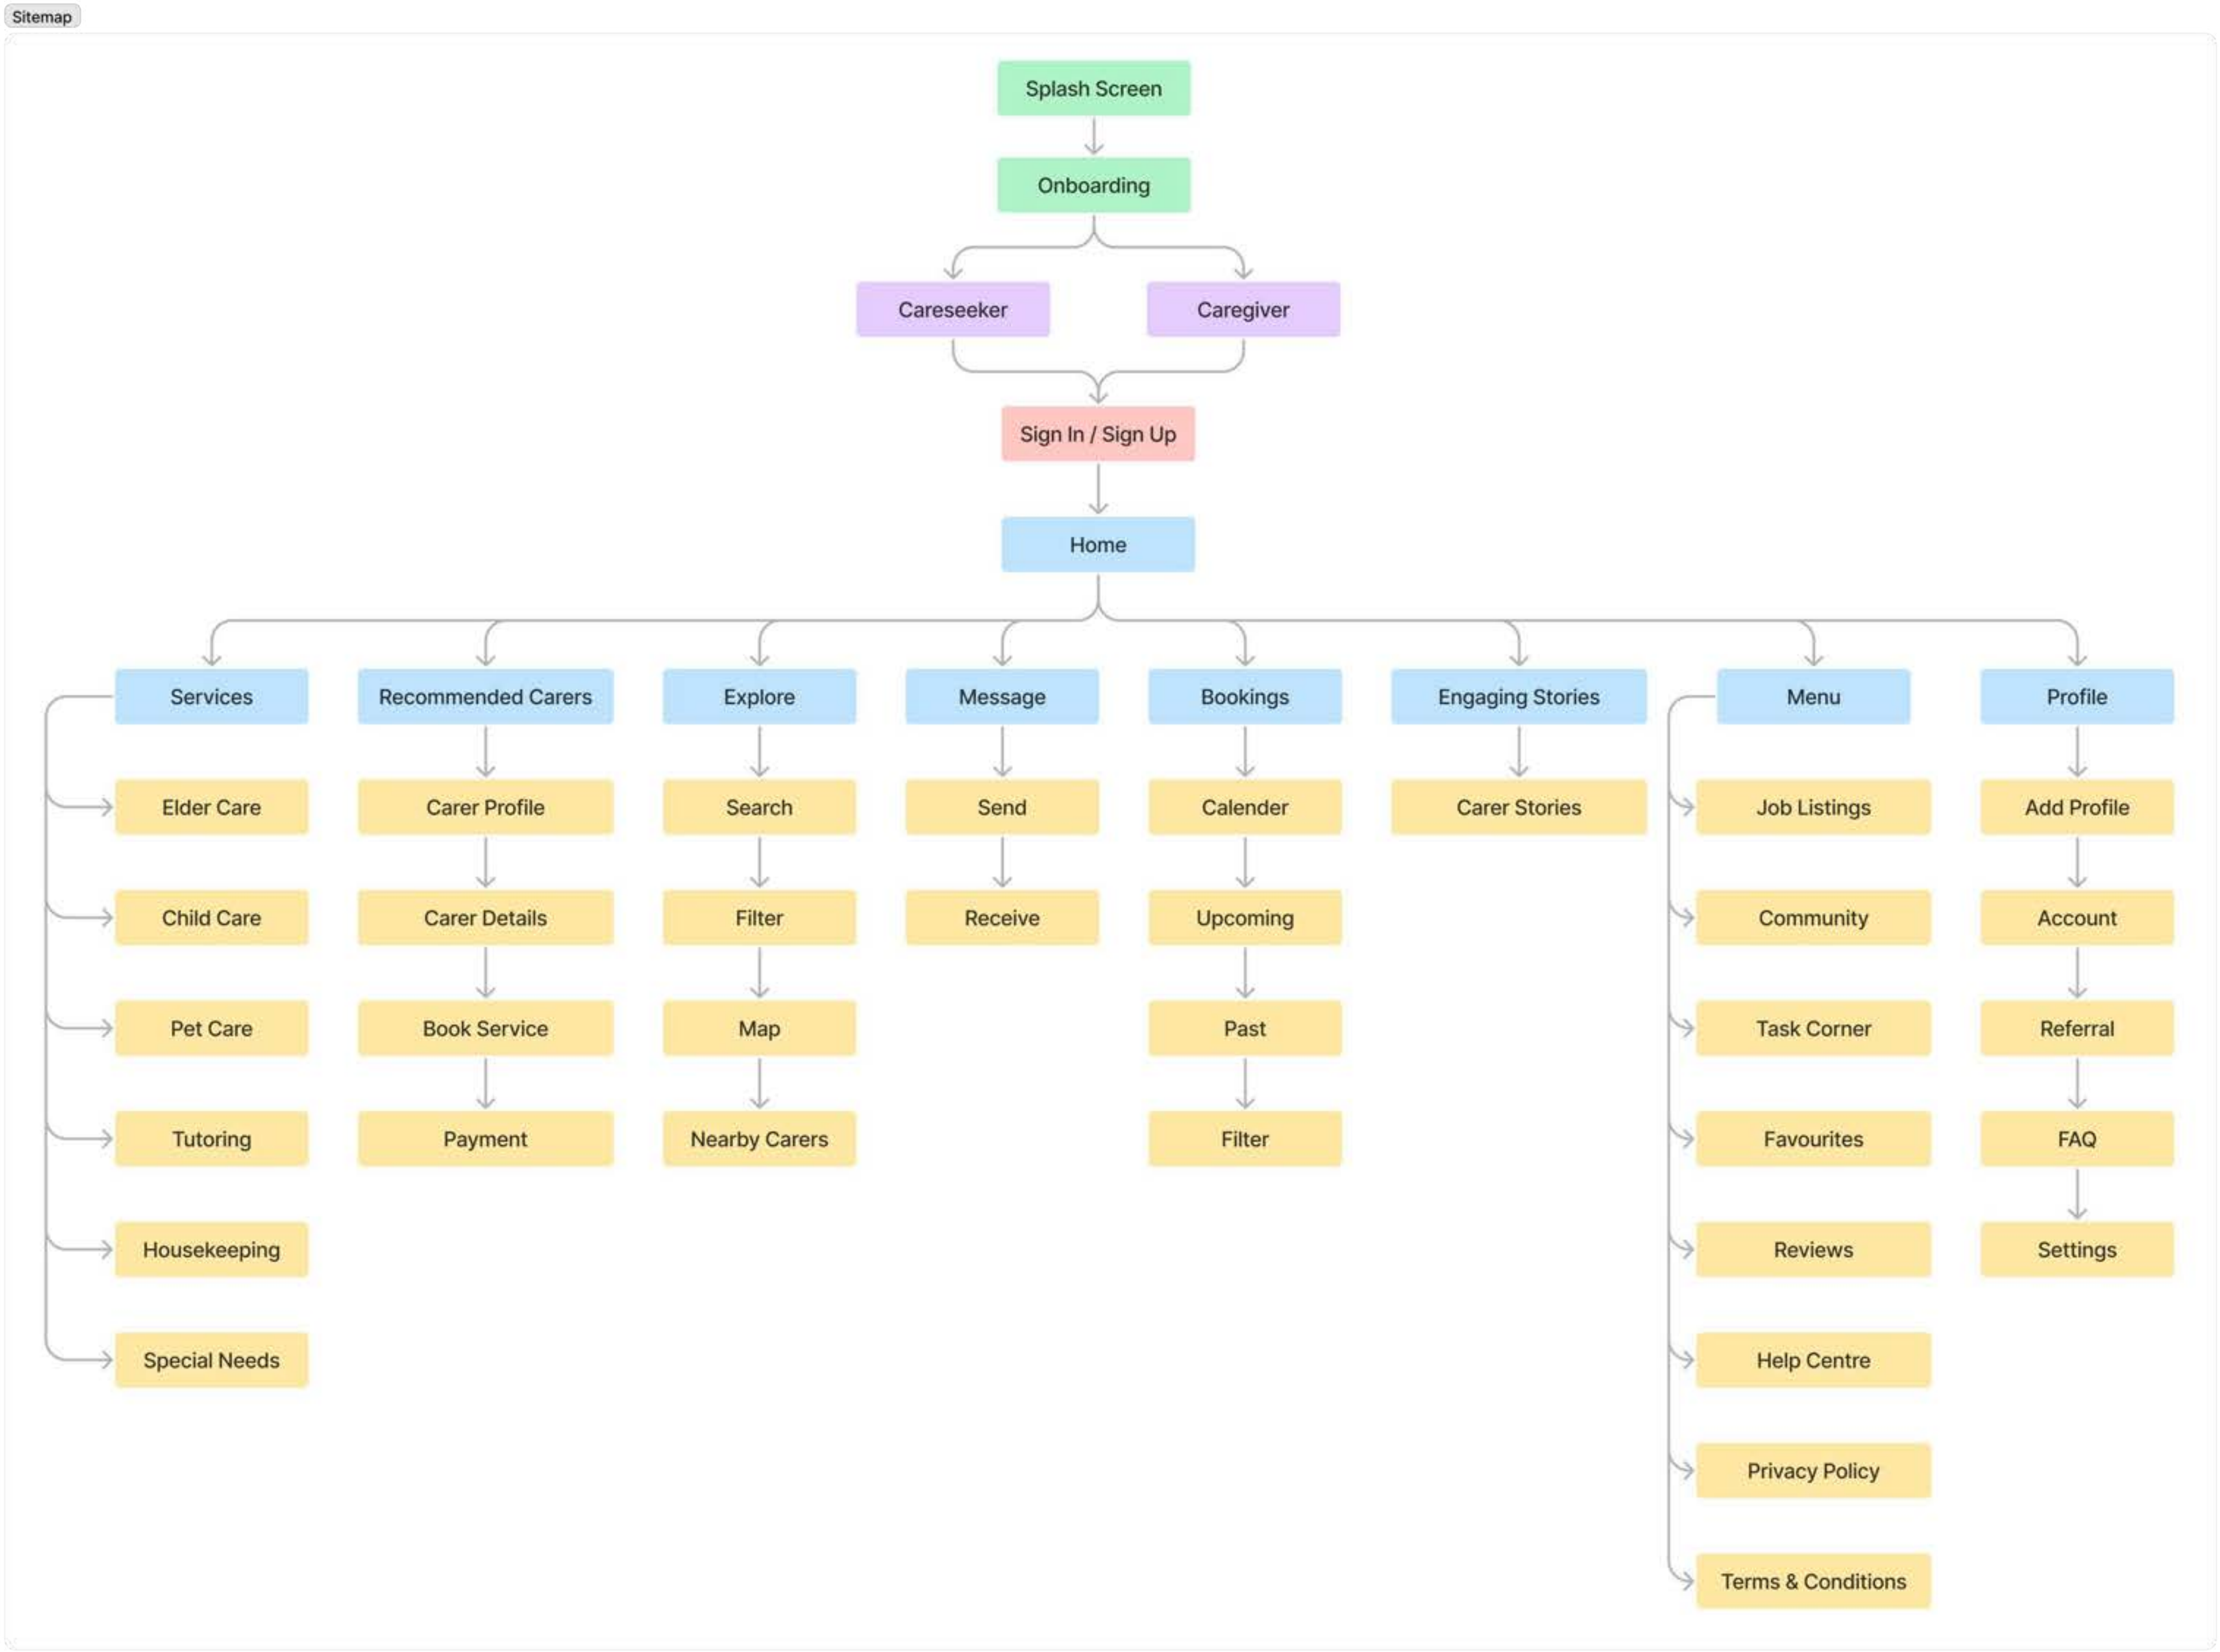 Sitemap
Splash Screen
Onboarding
Careseeker
Caregiver
Sign In / Sign Up
Home
Services
Recommended Carers
Explore
Message
Bookings
Engaging Stories
Menu
Profile
Elder Care
Carer Profile
Search
Send
Calender
Carer Stories
Job Listings
Add Profile
Child Care
Carer Details
Filter
Receive
Upcoming
Community
Account
Pet Care
Book Service
Map
Past
Task Corner
Referral
Tutoring
Payment
Nearby Carers
Filter
Favourites
FAQ
Housekeeping
Reviews
Settings
Special Needs
Help Centre
Privacy Policy
Terms & Conditions